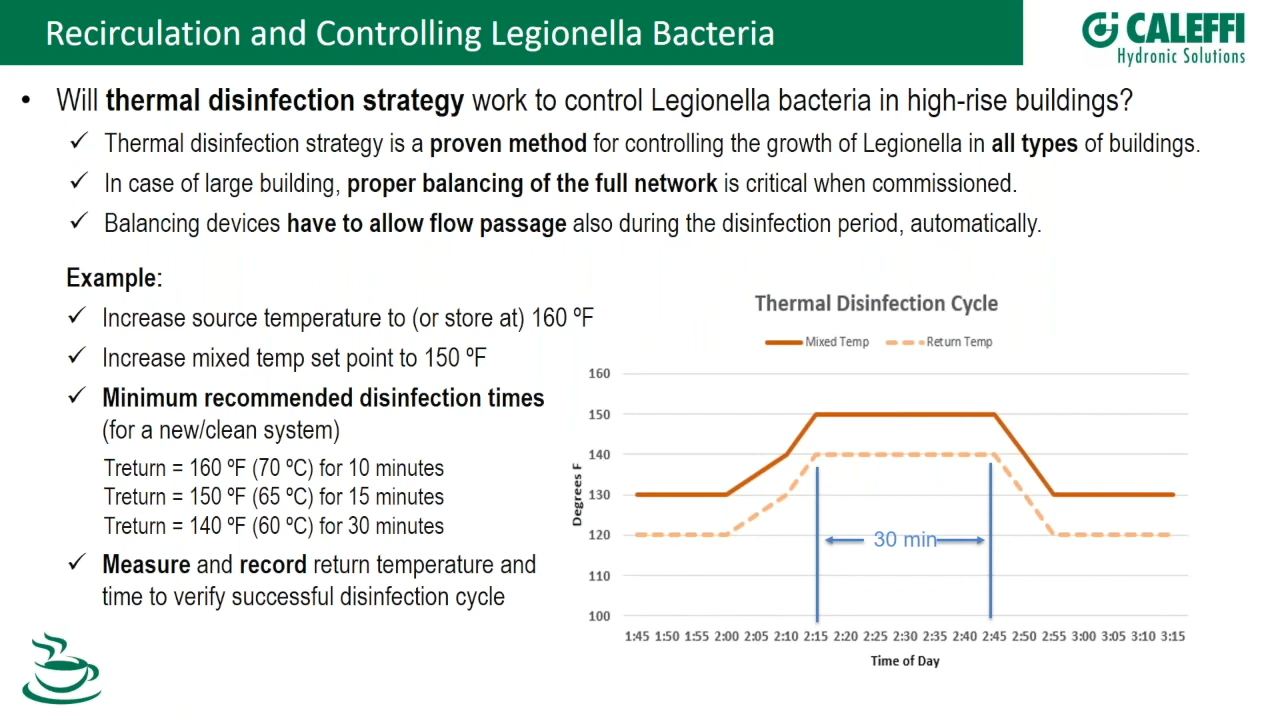 Recirculation and Controlling Legionella Bacteria
CALEFFI
Hydronic Solutions
• Will thermal disinfection strategy work to control Legionella bacteria in high-rise buildings?
✓ Thermal disinfection strategy is a proven method for controlling the growth of Legionella in all types of buildings.
✓ In case of large building, proper balancing of the full network is critical when commissioned.
✓ Balancing devices have to allow flow passage also during the disinfection period, automatically.
Example:
✓ Increase source temperature to (or store at) 160 ºF
✓ Increase mixed temp set point to 150 ºF
✓ Minimum recommended disinfection times
(for a new/clean system)
Treturn = 160 ºF (70 ºC) for 10 minutes
Treturn = 150 ºF (65 ºC) for 15 minutes
Treturn = 140 ºF (60 ºC) for 30 minutes
✓ Measure and record return temperature and
time to verify successful disinfection cycle
Thermal Disinfection Cycle
Mixed Temp Return Temp
Degrees F
160
150
140
130
120
110
100
30 min
1:45 1:50 1:55 2:00 2:05 2:10 2:15 2:20 2:25 2:30 2:35 2:40 2:45 2:50 2:55 3:00 3:05 3:10 3:15
Time of Day